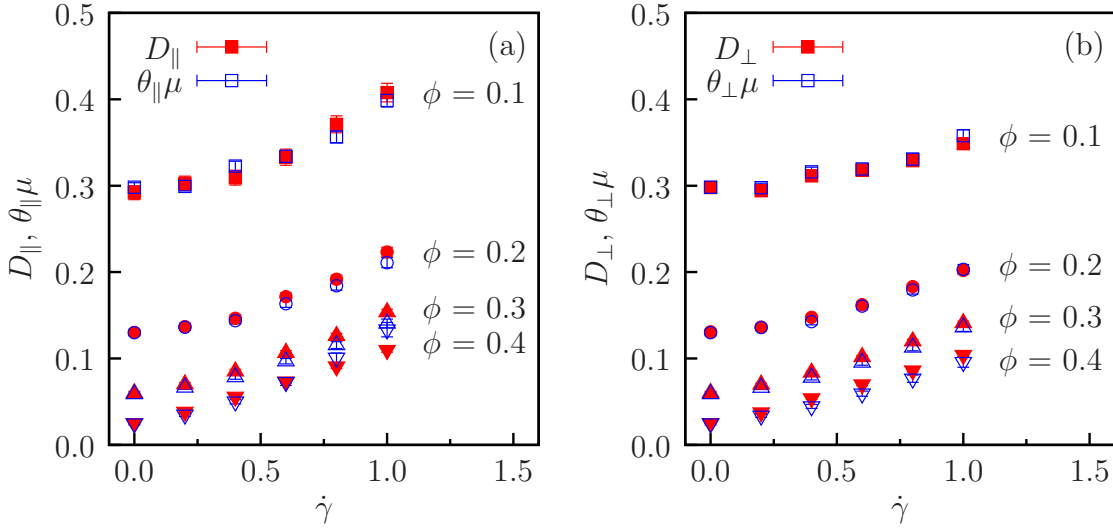 (a)
D∥
θ∥μ
0.5
0.4
0.3
0.2
0.1
0.0
D∥, θ∥μ
ϕ = 0.1
ϕ = 0.2
ϕ = 0.3
ϕ = 0.4
0.0 0.5 1.0 1.5
γ̇
(b)
D⊥
θ⊥μ
0.5
0.4
0.3
0.2
0.1
0.0
D⊥, θ⊥μ
ϕ = 0.1
ϕ = 0.2
ϕ = 0.3
ϕ = 0.4
0.0 0.5 1.0 1.5
γ̇